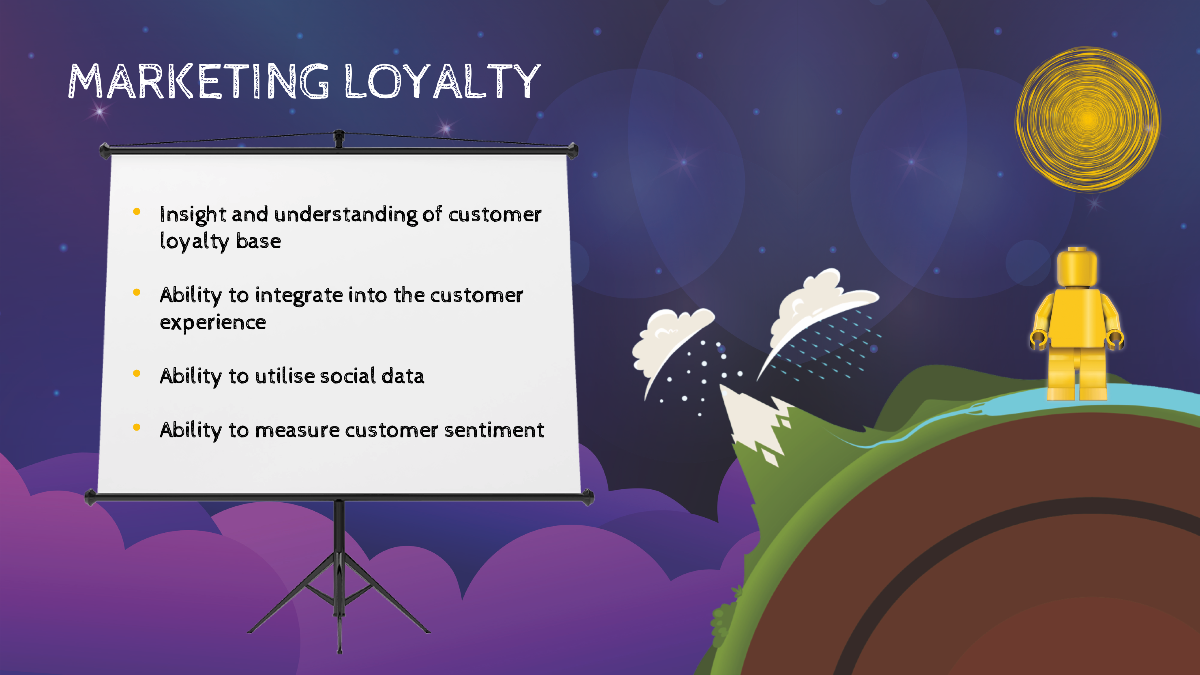 MARKETING LOYALTY
• Insight and understanding of customer
loyalty base
• Ability to integrate into the customer
experience
• Ability to utilise social data
• Ability to measure customer sentiment